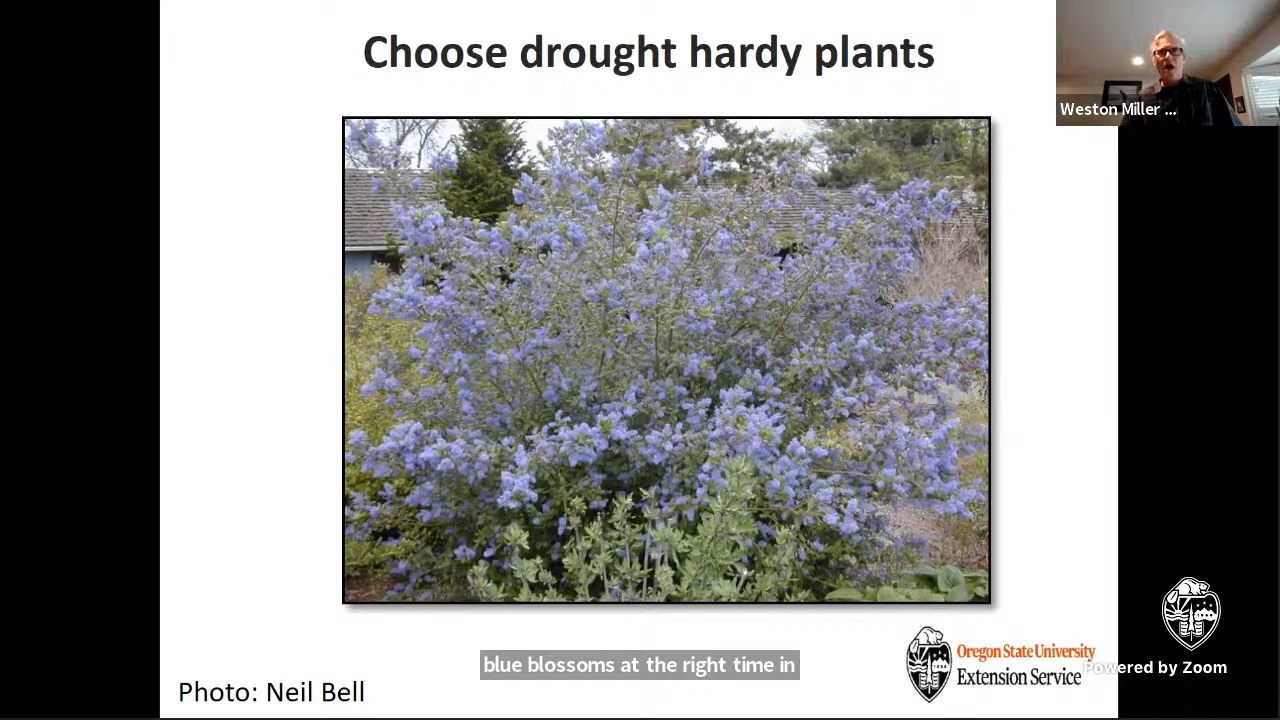 Choose drought hardy plants
Weston Miller ...
blue blossoms at the right time in
Oregon State University
Extension Service
Powered by Zoom
Photo: Neil Bell